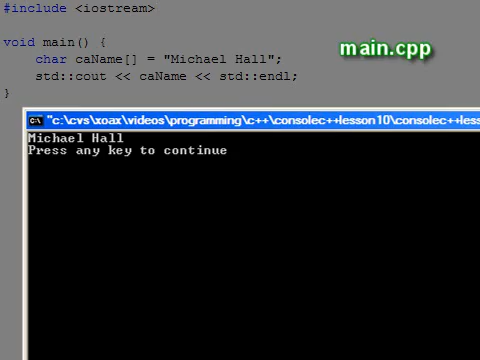 #include <iostream>
main.cpp
void main() {
    char caName[] = "Michael Hall";
    std::cout << caName << std::endl;
}
"c:\cvs\xoax\videos\programming\c++\consolec++lesson10\consolec++less
Michael Hall
Press any key to continue